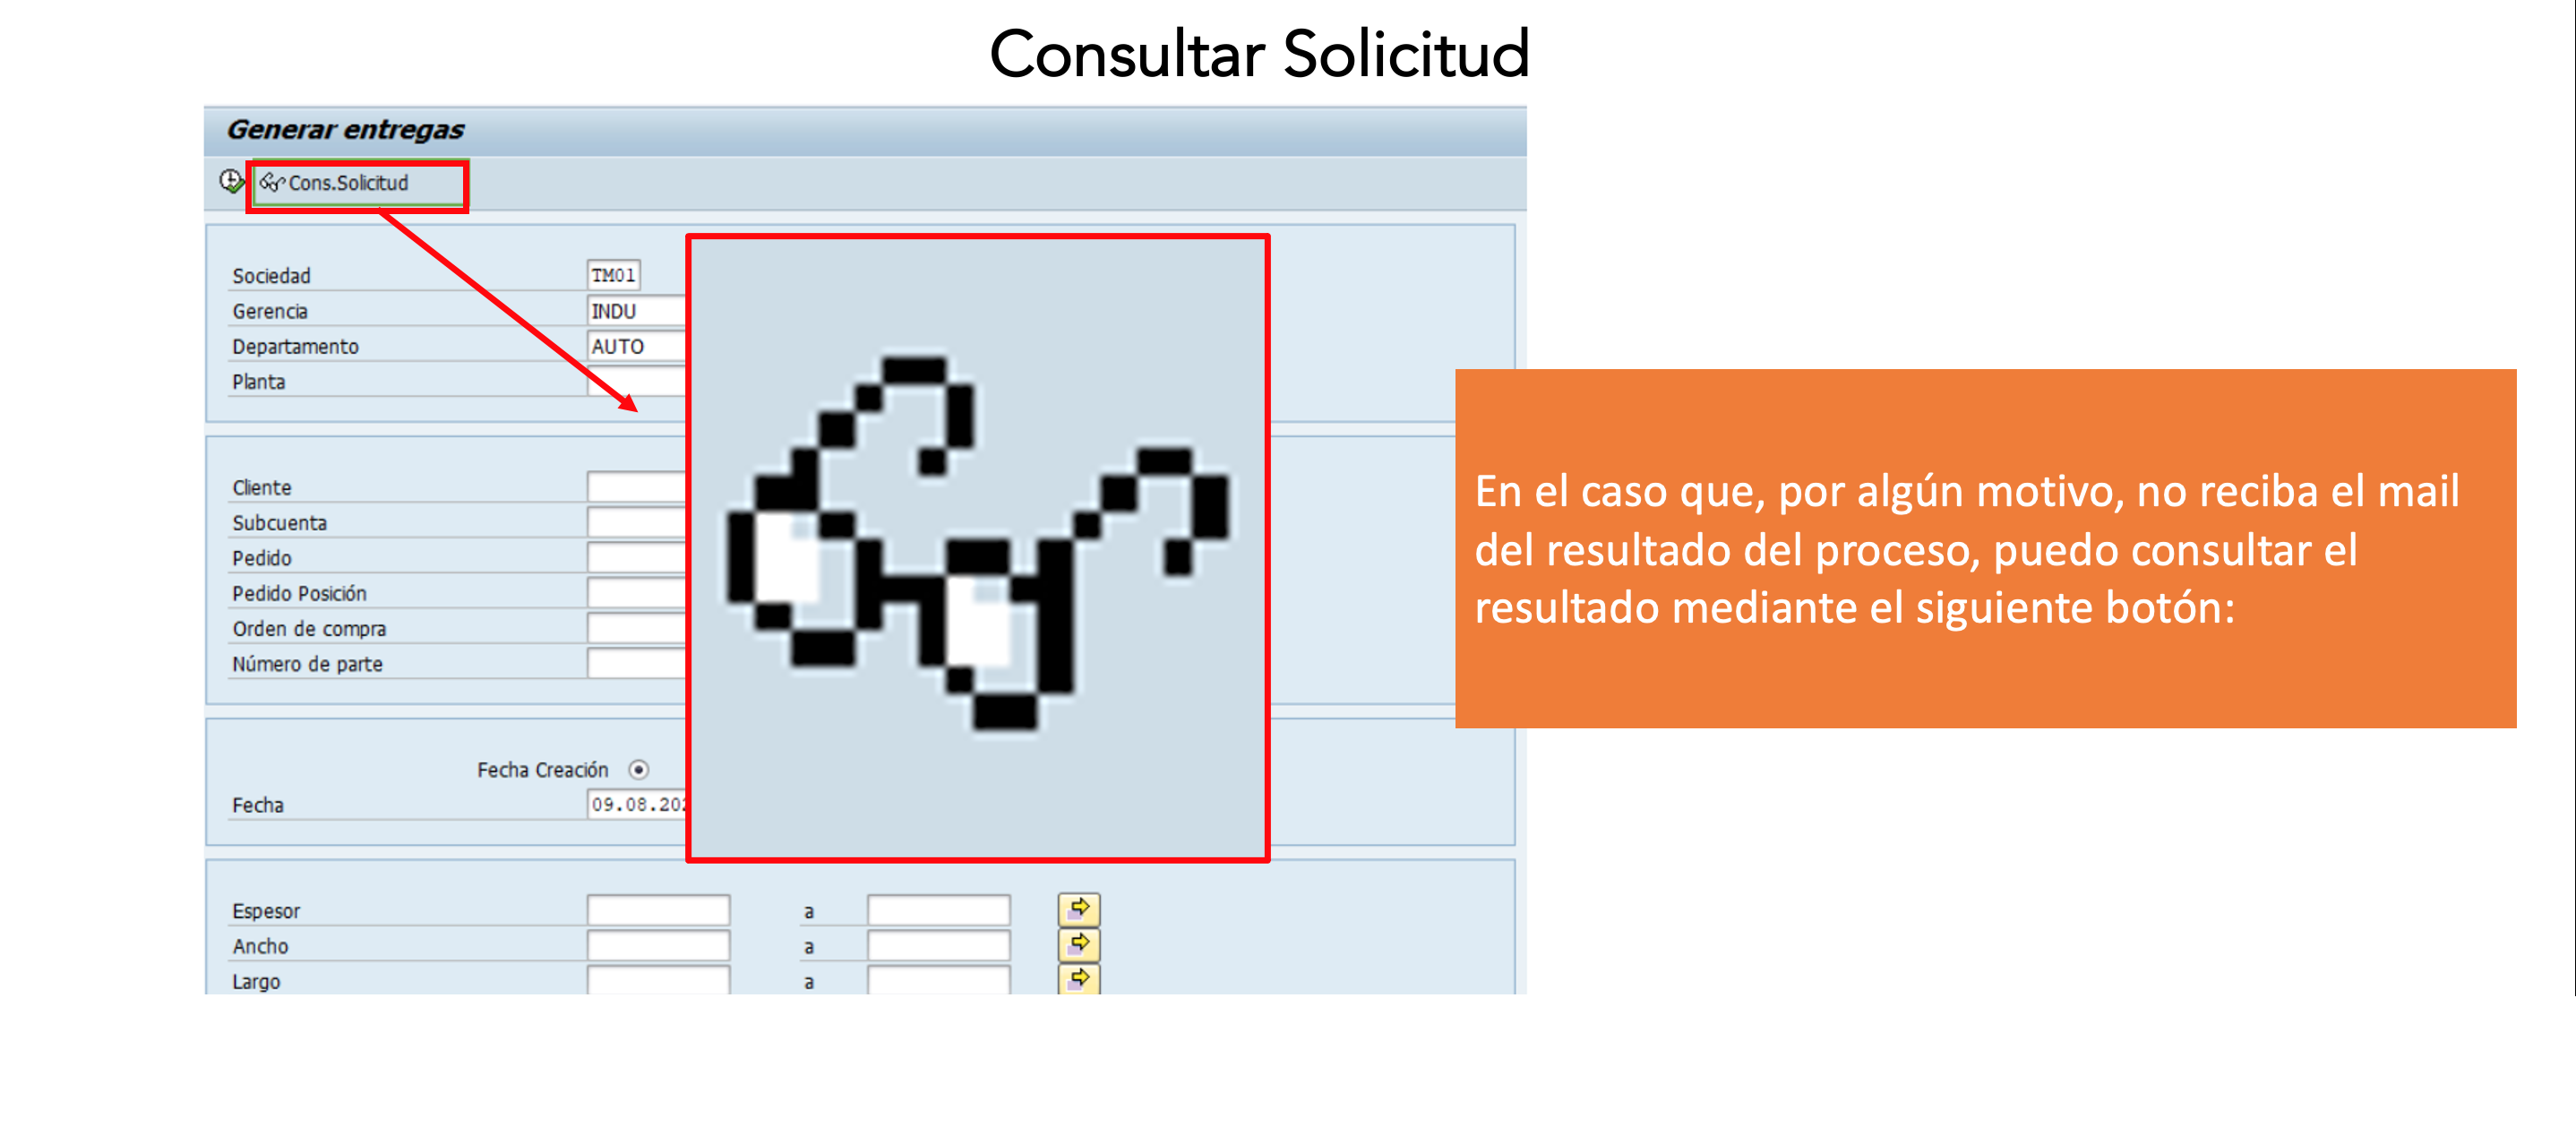 Consultar Solicitud
Generar entregas
Cons.Solicitud
Sociedad TM01
Gerencia INDU
Departamento AUTO
Planta
Cliente
Subcuenta
Pedido
Pedido Posición
Orden de compra
Número de parte
Fecha Creación
Fecha 09.08.202
Espesor a
Ancho a
Largo a
En el caso que, por algún motivo, no reciba el mail
del resultado del proceso, puedo consultar el
resultado mediante el siguiente botón: